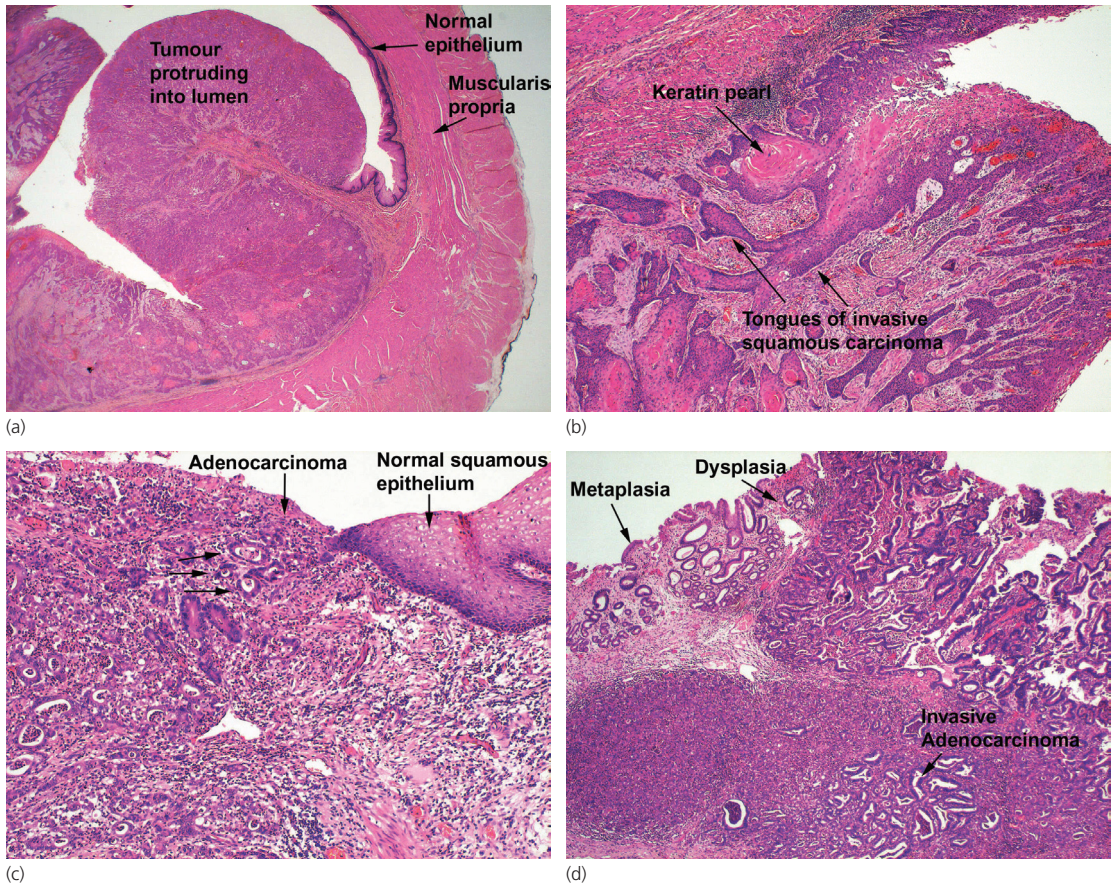 Tumour
protruding
into lumen
Normal
epithelium
Muscularis
propria
(a)
Keratin pearl
Tongues of invasive
squamous carcinoma
(b)
Adenocarcinoma
Normal squamous
epithelium
(c)
Metaplasia
Dysplasia
Invasive
Adenocarcinoma
(d)